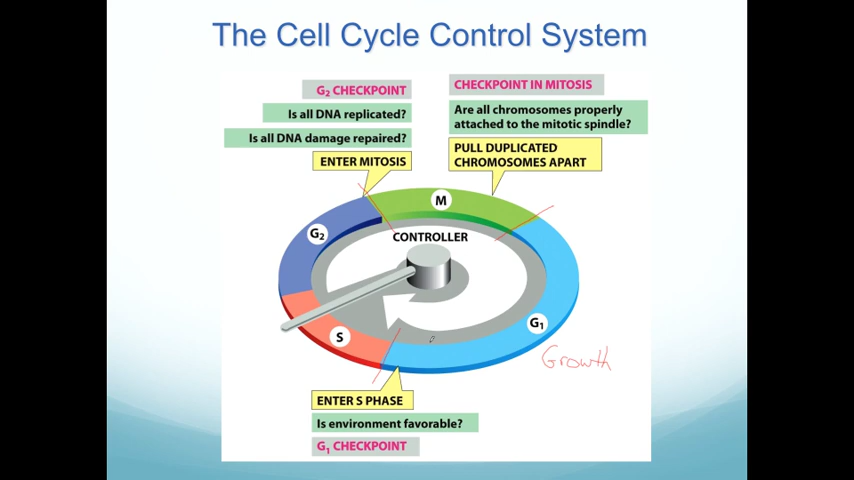 The Cell Cycle Control System
G₂ CHECKPOINT
Is all DNA replicated?
Is all DNA damage repaired?
ENTER MITOSIS
CHECKPOINT IN MITOSIS
Are all chromosomes properly
attached to the mitotic spindle?
PULL DUPLICATED
CHROMOSOMES APART
M
G₂
CONTROLLER
S
G₁
Growth
ENTER S PHASE
Is environment favorable?
G₁ CHECKPOINT